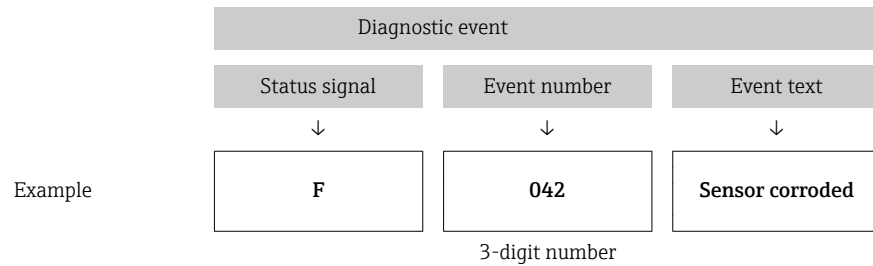 Diagnostic event
Status signal Event number Event text
↓ ↓ ↓
Example F 042 Sensor corroded
3-digit number